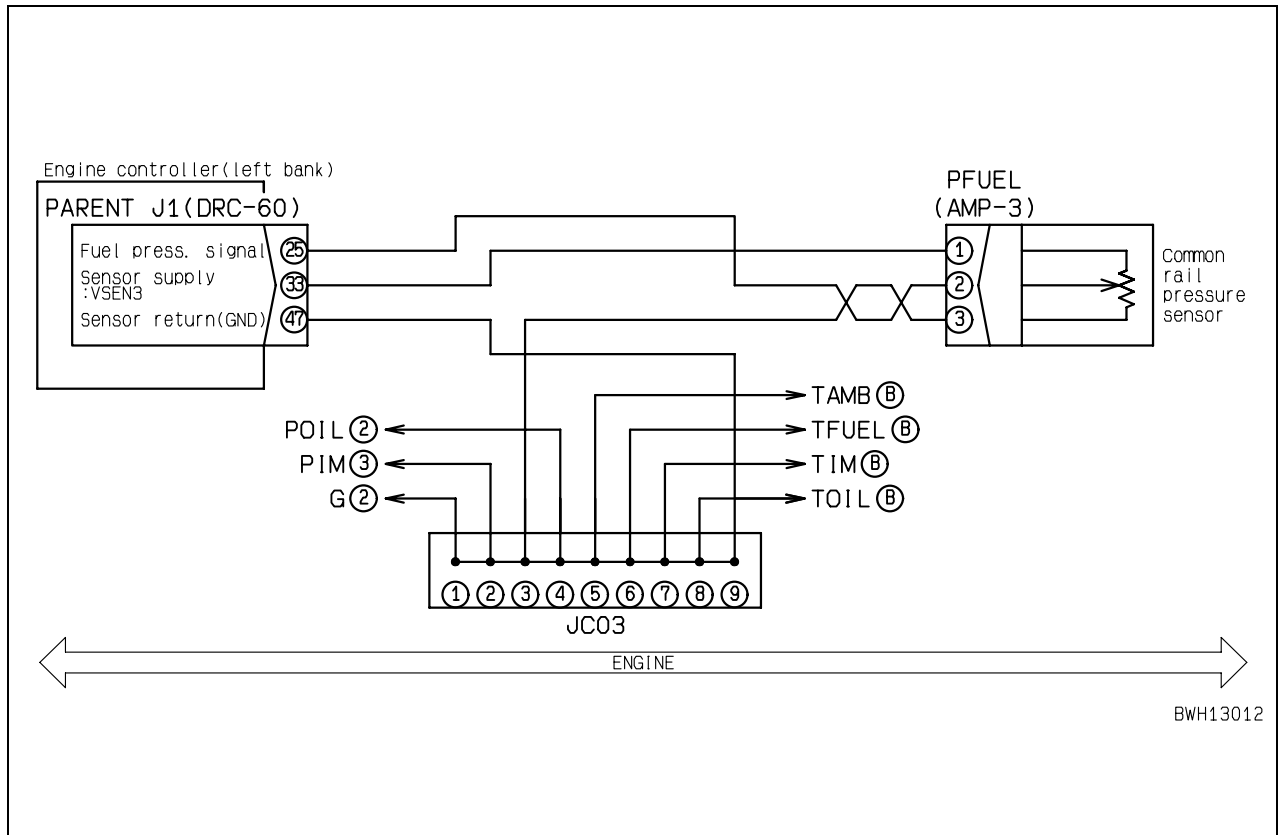 Engine controller(left bank)
PARENT J1(DRC-60)
Fuel press. signal 25
Sensor supply
:VSEN3 33
Sensor return(GND) 47
PFUEL
(AMP-3)
1
2
3
Common
rail
pressure
sensor
POIL 2
PIM 3
G 2
TAMB B
TFUEL B
TIM B
TOIL B
1 2 3 4 5 6 7 8 9
JC03
ENGINE
BWH13012